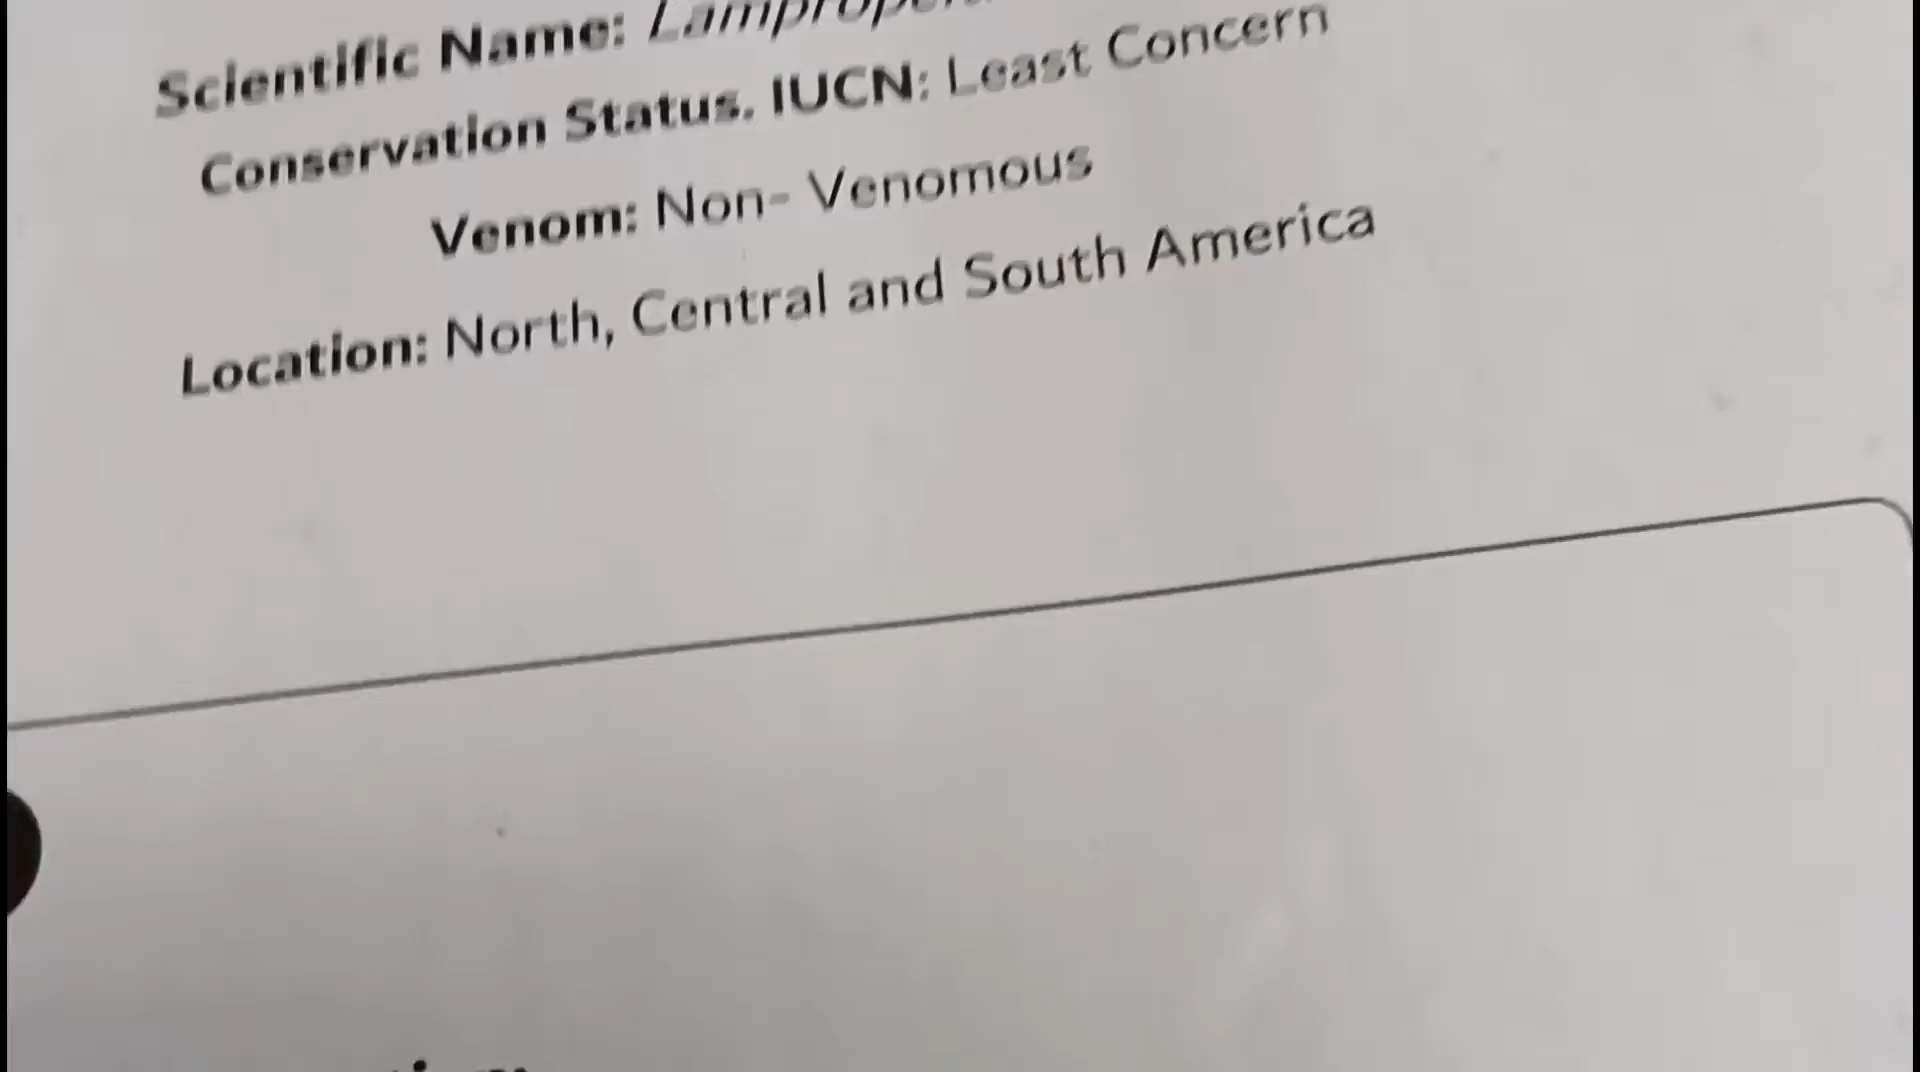 Scientific Name:
Conservation Status. IUCN: Least Concern
Venom: Non- Venomous
Location: North, Central and South America